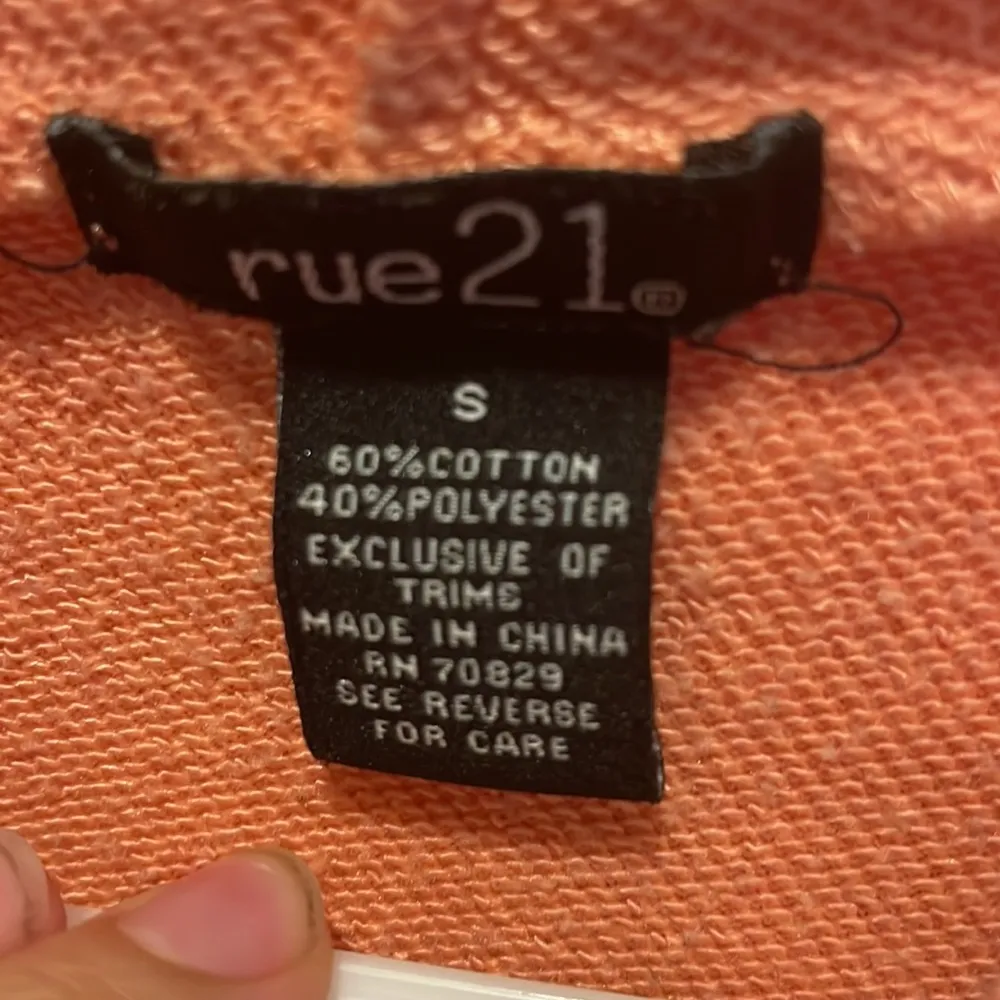 rue21®
S
60%COTTON
40%POLYESTER
EXCLUSIVE OF
TRIMS
MADE IN CHINA
RN 70829
SEE REVERSE
FOR CARE